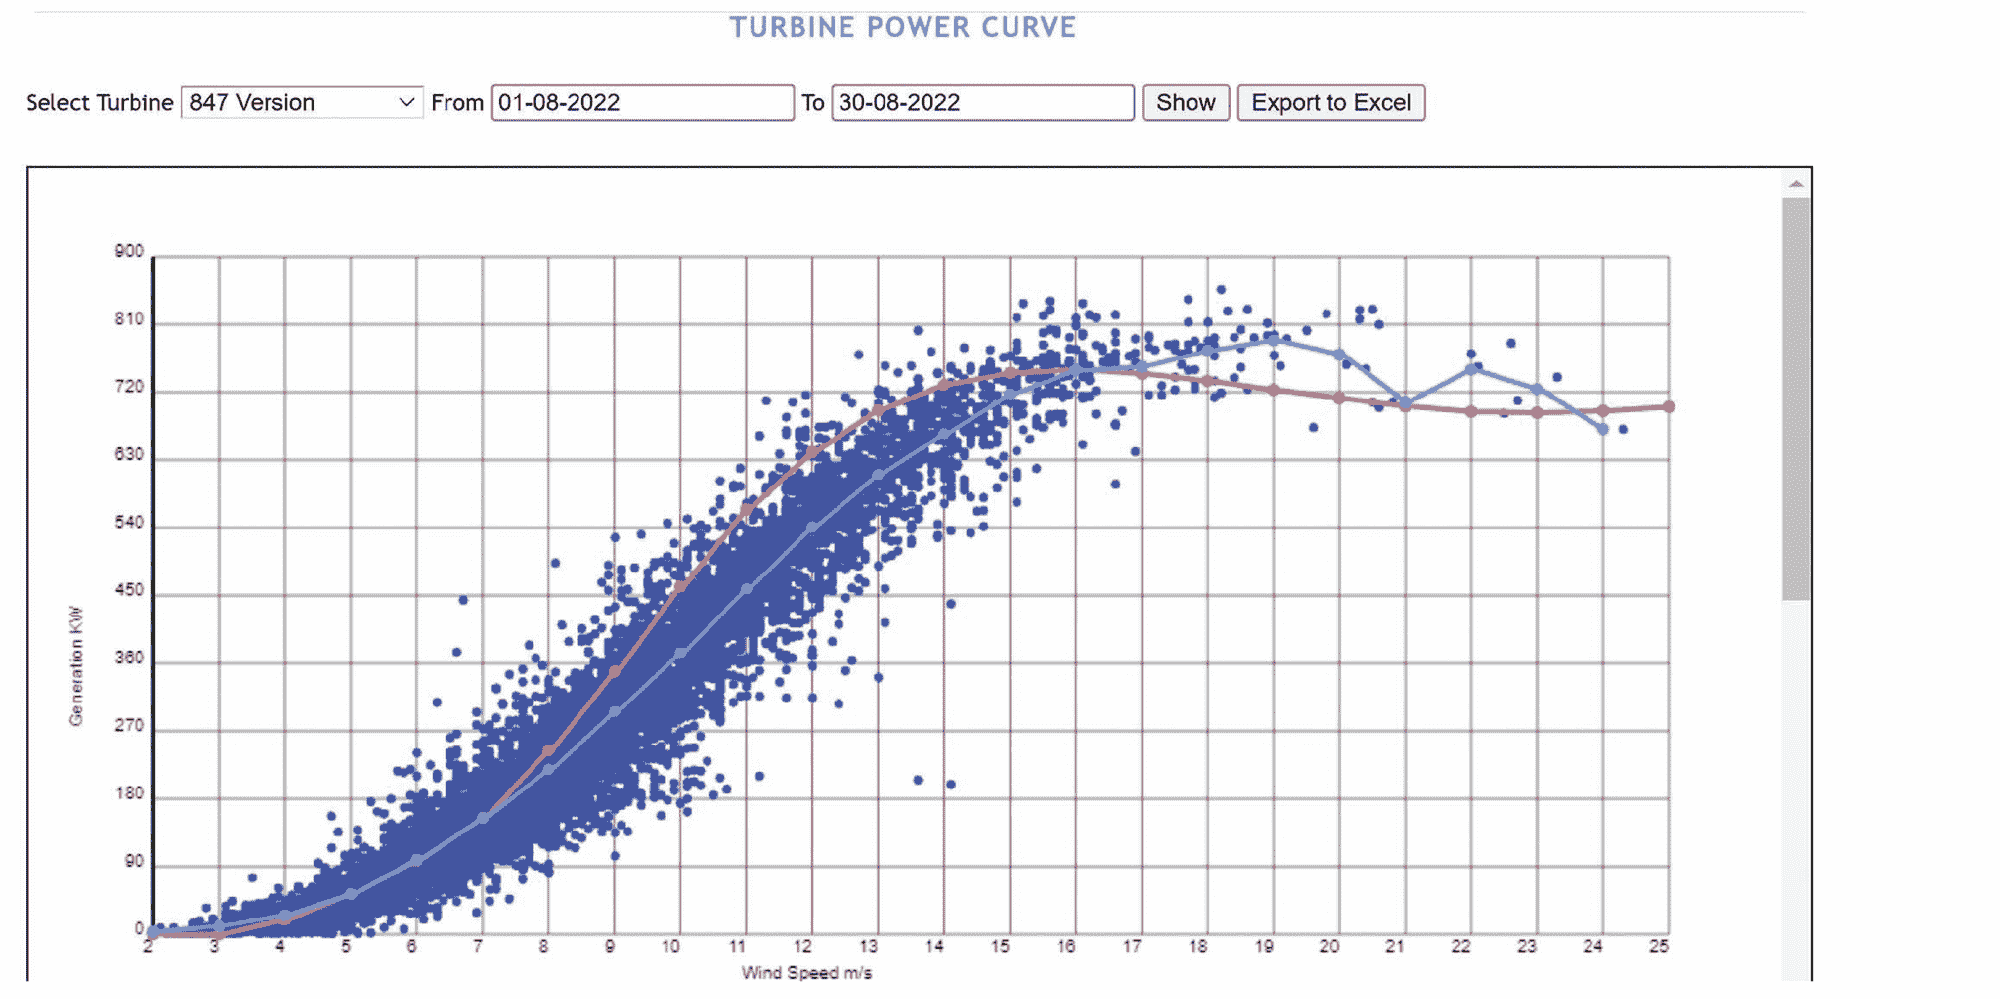 TURBINE POWER CURVE
Select Turbine 847 Version From 01-08-2022 To 30-08-2022 Show Export to Excel
900
810
720
630
540
450
360
270
180
90
0
Generation KW
2 3 4 5 6 7 8 9 10 11 12 13 14 15 16 17 18 19 20 21 22 23 24 25
Wind Speed m/s